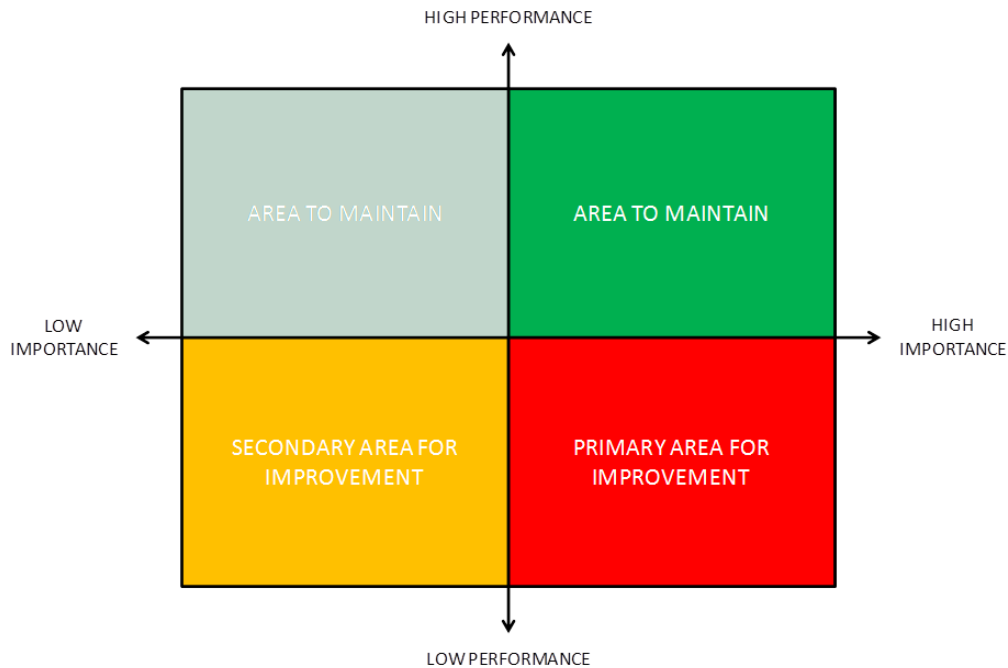 HIGH PERFORMANCE
AREA TO MAINTAIN
AREA TO MAINTAIN
LOW
IMPORTANCE
HIGH
IMPORTANCE
SECONDARY AREA FOR
IMPROVEMENT
PRIMARY AREA FOR
IMPROVEMENT
LOW PERFORMANCE